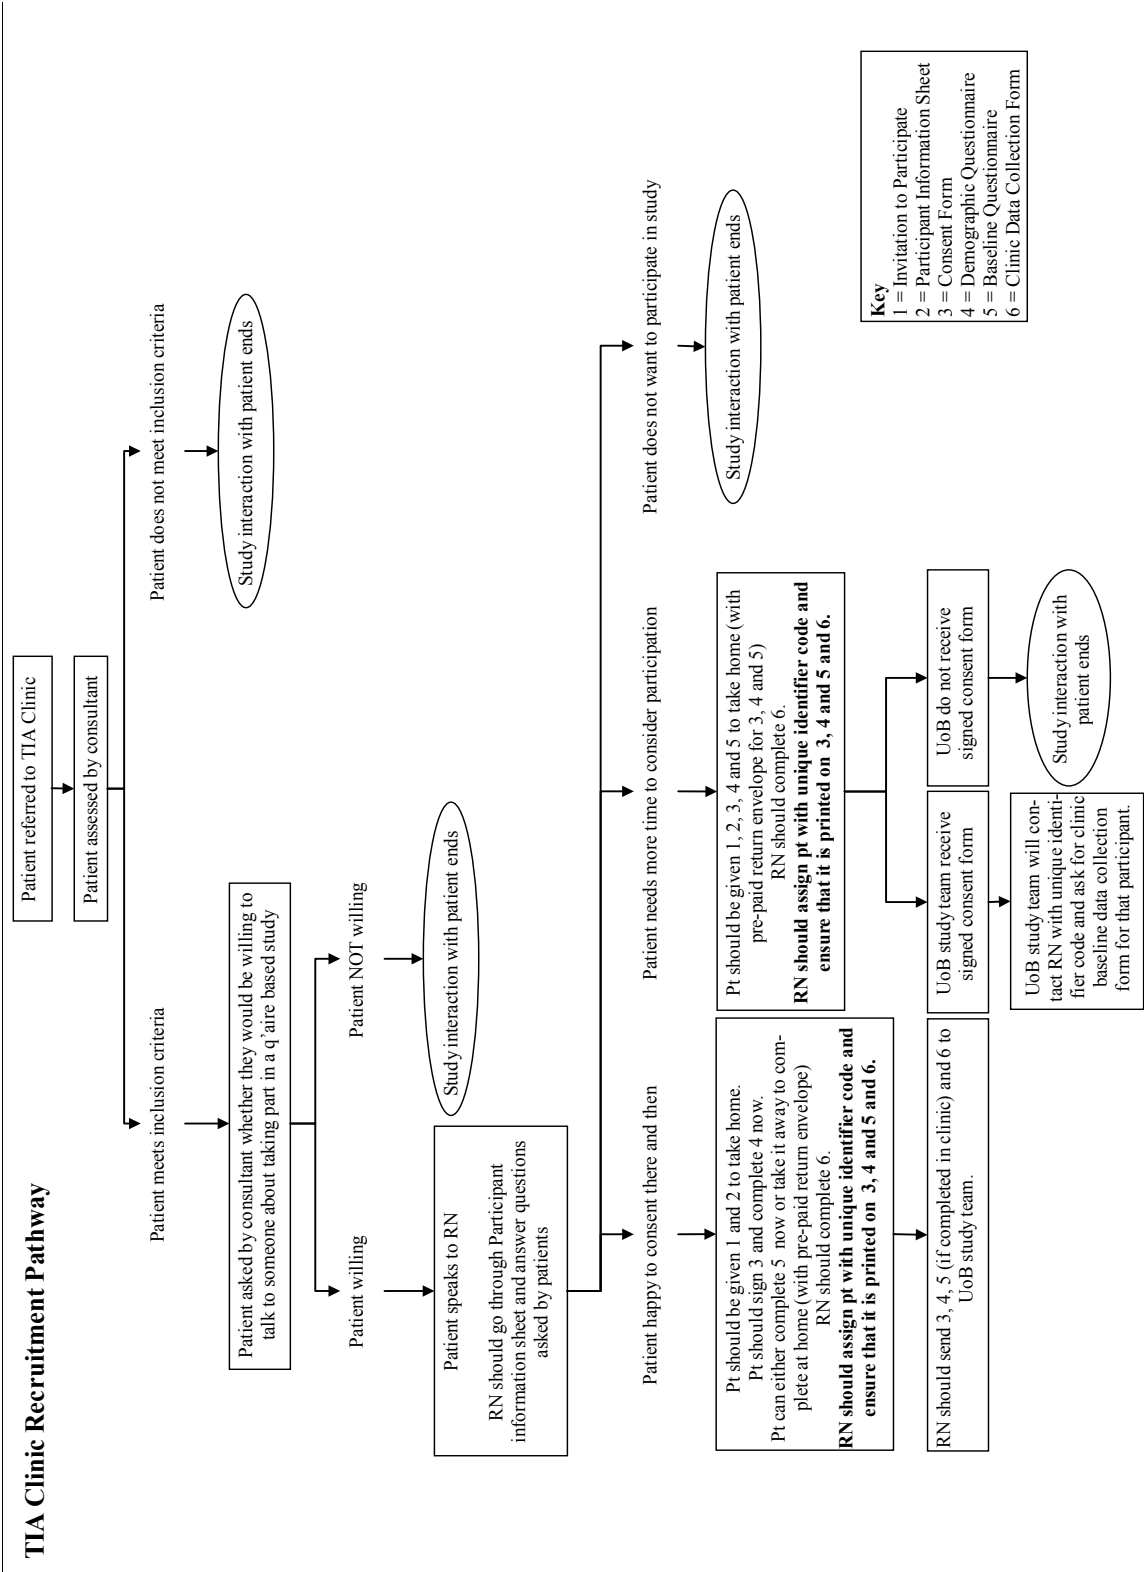 TIA Clinic Recruitment Pathway
Patient referred to TIA Clinic
Patient assessed by consultant
Patient meets inclusion criteria
Patient does not meet inclusion criteria
Study interaction with patient ends
Patient asked by consultant whether they would be willing to
talk to someone about taking part in a q'aire based study
Patient willing
Patient NOT willing
Study interaction with patient ends
Patient speaks to RN
RN should go through Participant
information sheet and answer questions
asked by patients
Patient happy to consent there and then
Patient needs more time to consider participation
Patient does not want to participate in study
Pt should be given 1 and 2 to take home.
Pt should sign 3 and complete 4 now.
Pt can either complete 5 now or take it away to com-
plete at home (with pre-paid return envelope)
RN should complete 6.
RN should assign pt with unique identifier code and
ensure that it is printed on 3, 4 and 5 and 6.
Pt should be given 1, 2, 3, 4 and 5 to take home (with
pre-paid return envelope for 3, 4 and 5)
RN should complete 6.
RN should assign pt with unique identifier code and
ensure that it is printed on 3, 4 and 5 and 6.
Study interaction with patient ends
RN should send 3, 4, 5 (if completed in clinic) and 6 to
UoB study team.
UoB study team receive
signed consent form
UoB do not receive
signed consent form
UoB study team will con-
tact RN with unique identi-
fier code and ask for clinic
baseline data collection
form for that participant.
Study interaction with
patient ends
Key
1 = Invitation to Participate
2 = Participant Information Sheet
3 = Consent Form
4 = Demographic Questionnaire
5 = Baseline Questionnaire
6 = Clinic Data Collection Form